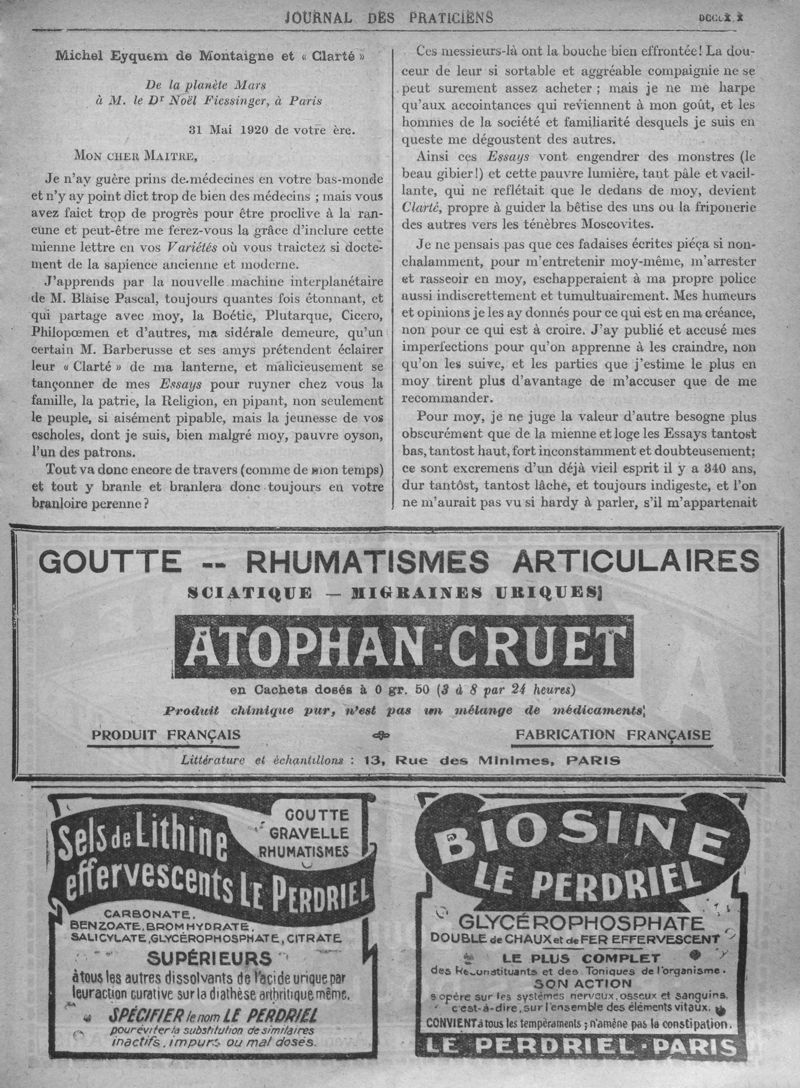 JOURNAL DES PRATICIENS
Michel Eyquem de Montaigne et « Clarté »
De la planète Mars
à M. le Dr Noël Fiessinger, à Paris
31 Mai 1920 de votre ère.
MON CHER MAITRE,
Je n'ay guère prins de médecines en votre bas-monde
et n'y ay point dict trop de bien des médecins ; mais vous
avez faict trop de progrès pour être proclive à la ran-
cune et peut-être me ferez-vous la grâce d'inclure cette
mienne lettre en vos Variétés où vous traictez si docte-
ment de la sapience ancienne et moderne.
J'apprends par la nouvelle machine interplanétaire
de M. Blaise Pascal, toujours quantes fois étonnant, et
qui partage avec moy, la Boétie, Plutarque, Cicero,
Philopœmen et d'autres, ma sidérale demeure, qu'un
certain M. Barberusse et ses amys prétendent éclairer
leur « Clarté » de ma lanterne, et malicieusement se
tançonner de mes Essays pour ruyner chez vous la
famille, la patrie, la Religion, en pipant, non seulement
le peuple, si aisément pipable, mais la jeunesse de vos
escholes, dont je suis, bien malgré moy, pauvre oyson,
l'un des patrons.
Tout va donc encore de travers (comme de mon temps)
et tout y branle et branlera donc toujours en votre
branloire perenne ?
Ces messieurs-là ont la bouche bien effrontée ! La dou-
ceur de leur si sortable et aggréable compaignie ne se
peut surement assez acheter ; mais je ne me harpe
qu'aux accointances qui reviennent à mon goût, et les
hommes de la société et familiarité desquels je suis en
queste me dégoustent des autres.
Ainsi ces Essays vont engendrer des monstres (le
beau gibier !) et cette pauvre lumière, tant pâle et vacil-
lante, qui ne reflétait que le dedans de moy, devient
Clarté, propre à guider la bêtise des uns ou la friponerie
des autres vers les ténèbres Moscovites.
Je ne pensais pas que ces fadaises écrites piéça si non-
chalamment, pour m'entretenir moy-même, m'arrester
et rasseoir en moy, eschapperaient à ma propre police
aussi indiscrettement et tumultuairement. Mes humeurs
et opinions je les ay donnés pour ce qui est en ma créance,
non pour ce qui est à croire. J'ay publié et accusé mes
imperfections pour qu'on apprenne à les craindre, non
qu'on les suive, et les parties que j'estime le plus en
moy tirent plus d'avantage de m'accuser que de me
recommander.
Pour moy, je ne juge la valeur d'autre besogne plus
obscurément que de la mienne et loge les Essays tantost
bas, tantost haut, fort inconstamment et doubteusement;
ce sont excremens d'un déjà vieil esprit il y a 340 ans,
dur tantôst, tantost lâche, et toujours indigeste, et l'on
ne m'aurait pas vu si hardy à parler, s'il m'appartenait
GOUTTE -- RHUMATISMES ARTICULAIRES
SCIATIQUE — MIGRAINES URIQUES
ATOPHAN-CRUET
en Cachets dosés à 0 gr. 50 (3 à 8 par 24 heures)
Produit chimique pur, n'est pas un mélange de médicaments
PRODUIT FRANÇAIS
FABRICATION FRANÇAISE
Littérature et échantillons : 13, Rue des Minimes, PARIS
Sels de Lithine
effervescents LE PERDRIEL
GOUTTE
GRAVELLE
RHUMATISMES
CARBONATE,
BENZOATE, BROMHYDRATE,
SALICYLATE, GLYCÉROPHOSPHATE, CITRATE
SUPÉRIEURS
à tous les autres dissolvants de l'acide urique par
leur action curative sur la diathèse arthritique même.
SPÉCIFIER le nom LE PERDRIEL
pour éviter la substitution de similaires
inactifs, impurs ou mal dosés.
BIOSINE
LE PERDRIEL
GLYCÉROPHOSPHATE
DOUBLE de CHAUX et de FER EFFERVESCENT
LE PLUS COMPLET
des Reconstituants et des Toniques de l'organisme.
SON ACTION
s'opère sur les systèmes nerveux, osseux et sanguins,
c'est-à-dire, sur l'ensemble des éléments vitaux.
CONVIENT à tous les tempéraments ; n'amène pas la constipation.
LE PERDRIEL - PARIS